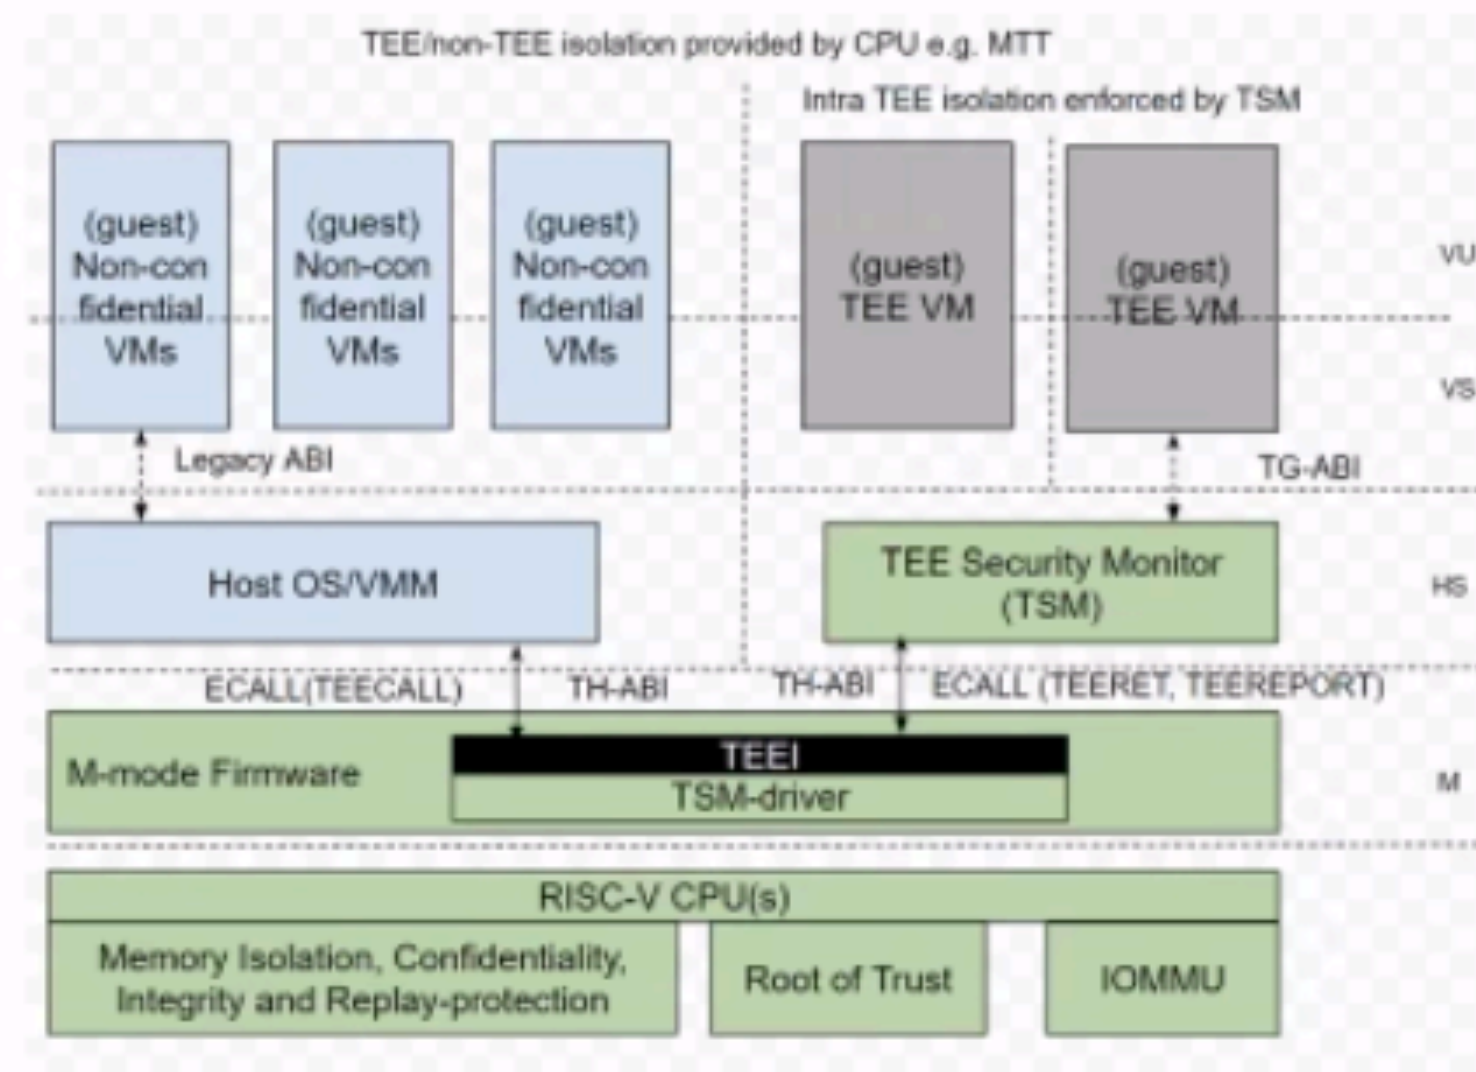 TEE/non-TEE isolation provided by CPU e.g. MTT
Intra TEE isolation enforced by TSM
(guest)
Non-con
fidential
VMs
(guest)
Non-con
fidential
VMs
(guest)
Non-con
fidential
VMs
(guest)
TEE VM
(guest)
TEE VM
VU
VS
Legacy ABI
TG-ABI
Host OS/VMM
TEE Security Monitor
(TSM)
HS
ECALL(TEECALL)
TH-ABI
TH-ABI
ECALL (TEERET, TEEREPORT)
M-mode Firmware
TEEI
TSM-driver
M
RISC-V CPU(s)
Memory Isolation, Confidentiality,
Integrity and Replay-protection
Root of Trust
IOMMU